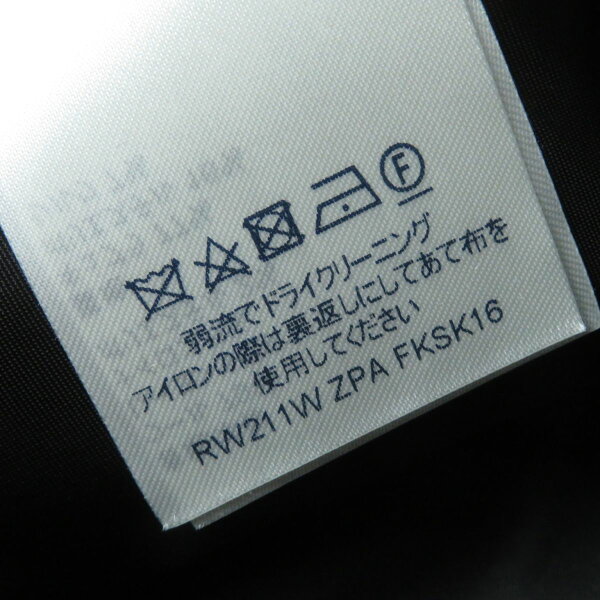 F
弱流でドライクリーニング
アイロンの際は裏返しにしてあて布を
使用してください
RW211W ZPA FKSK16